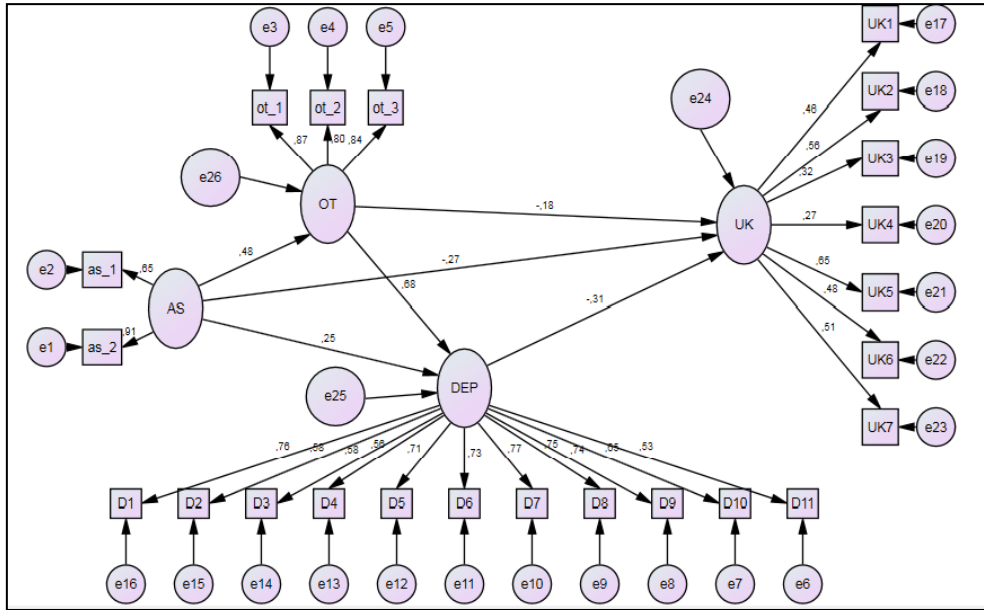 e3 e4 e5 UK1 e17
ot_1 ot_2 ot_3 UK2 e18
e24
,87 ,80 ,84 ,46
,56
e26 OT UK3 e19
,32
-,18 UK ,27 UK4 e20
,48
-,27
e2 as_1 ,65 ,68 ,65 UK5 e21
AS ,48
-,31
e1 as_2 ,91 ,51 UK6 e22
,25
e25 DEP UK7 e23
,76 ,58 ,58 ,56 ,71 ,73 ,77 ,75 ,74 ,65 ,53
D1 D2 D3 D4 D5 D6 D7 D8 D9 D10 D11
e16 e15 e14 e13 e12 e11 e10 e9 e8 e7 e6